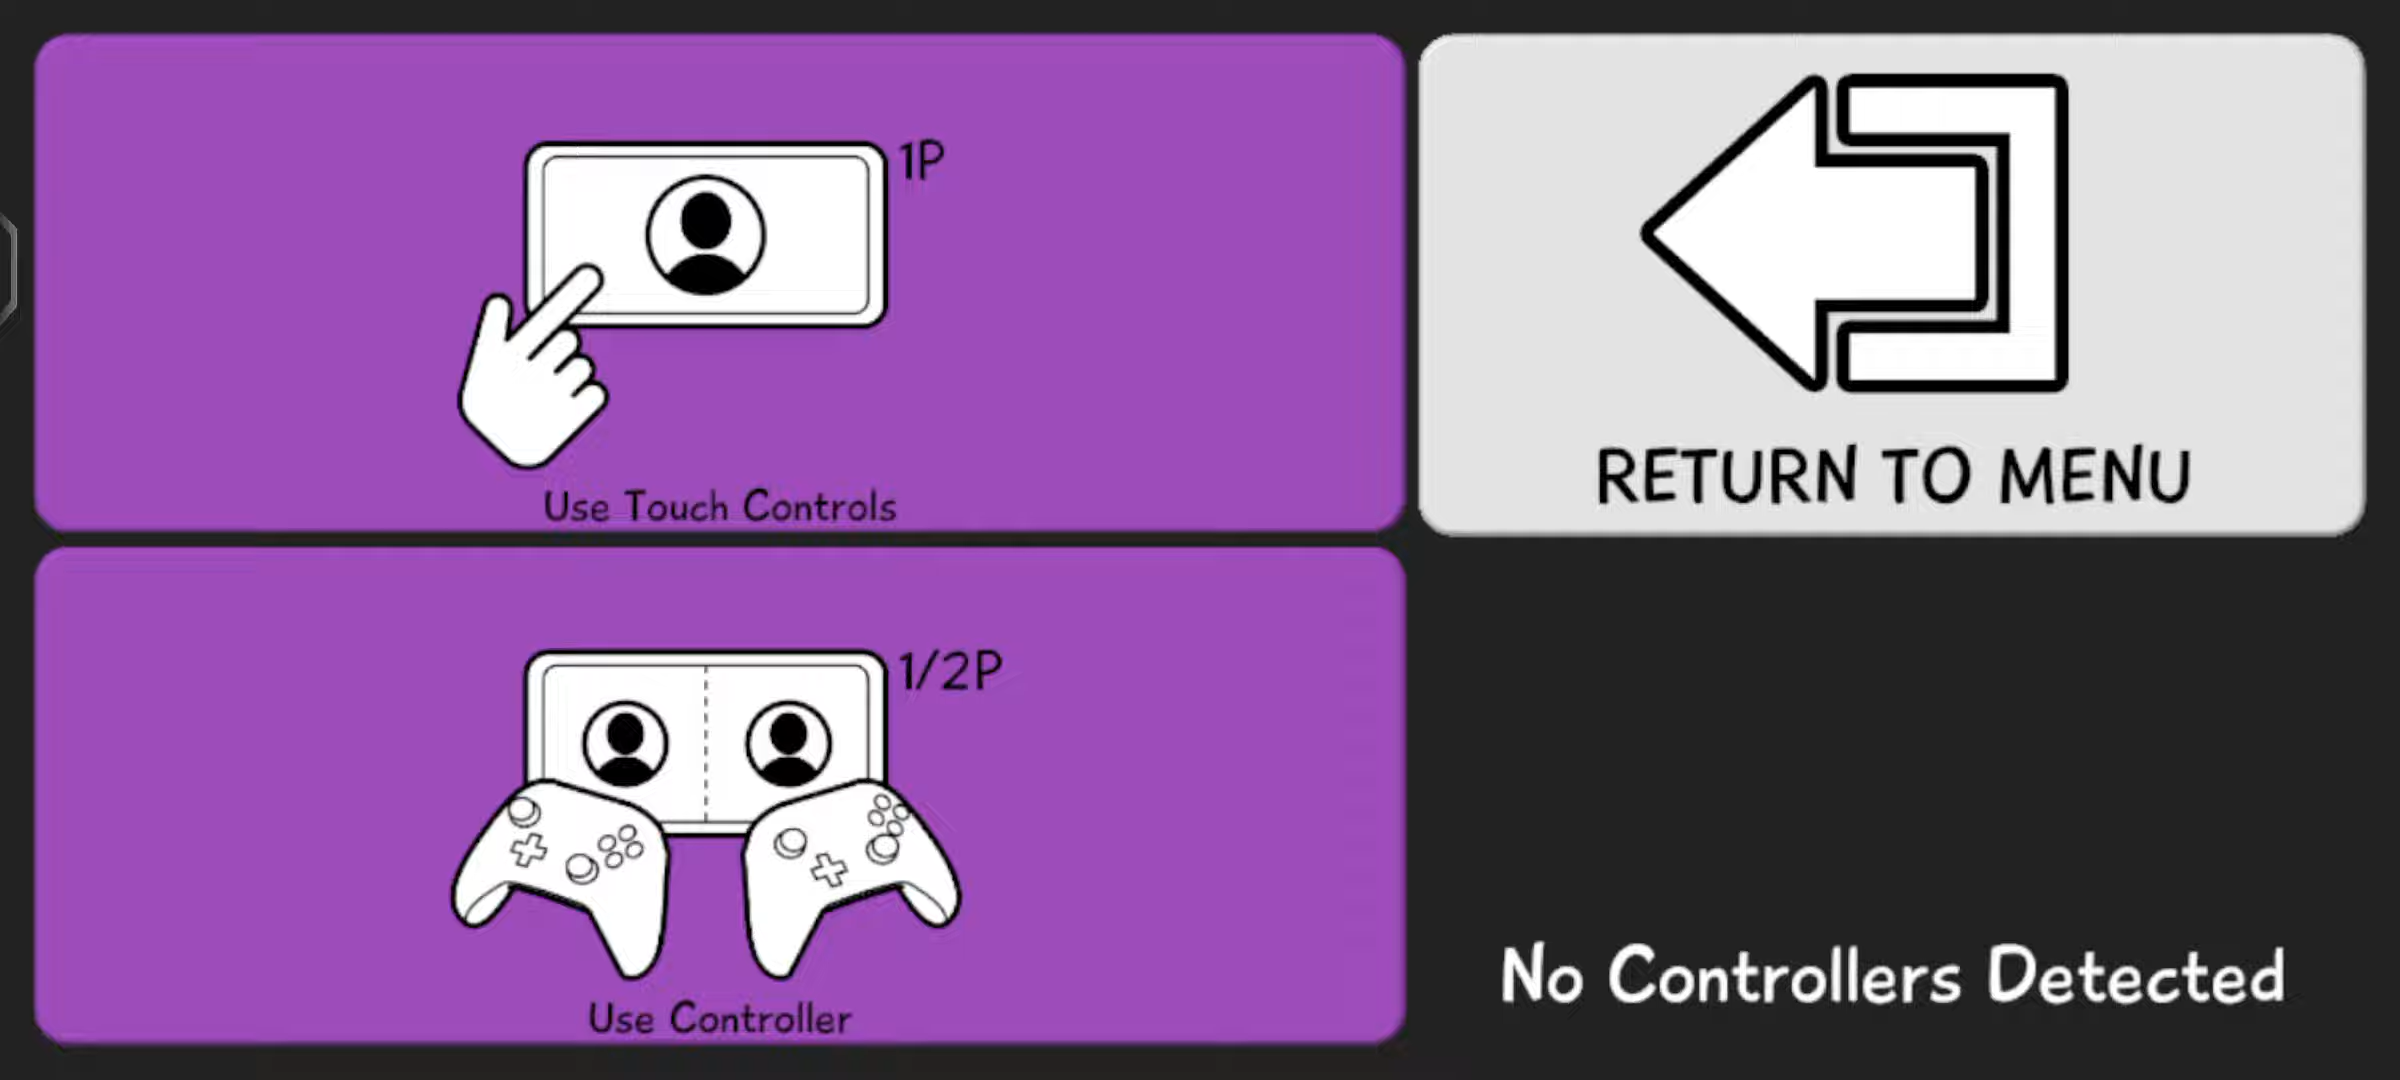 1P
Use Touch Controls
RETURN TO MENU
1/2P
Use Controller
No Controllers Detected